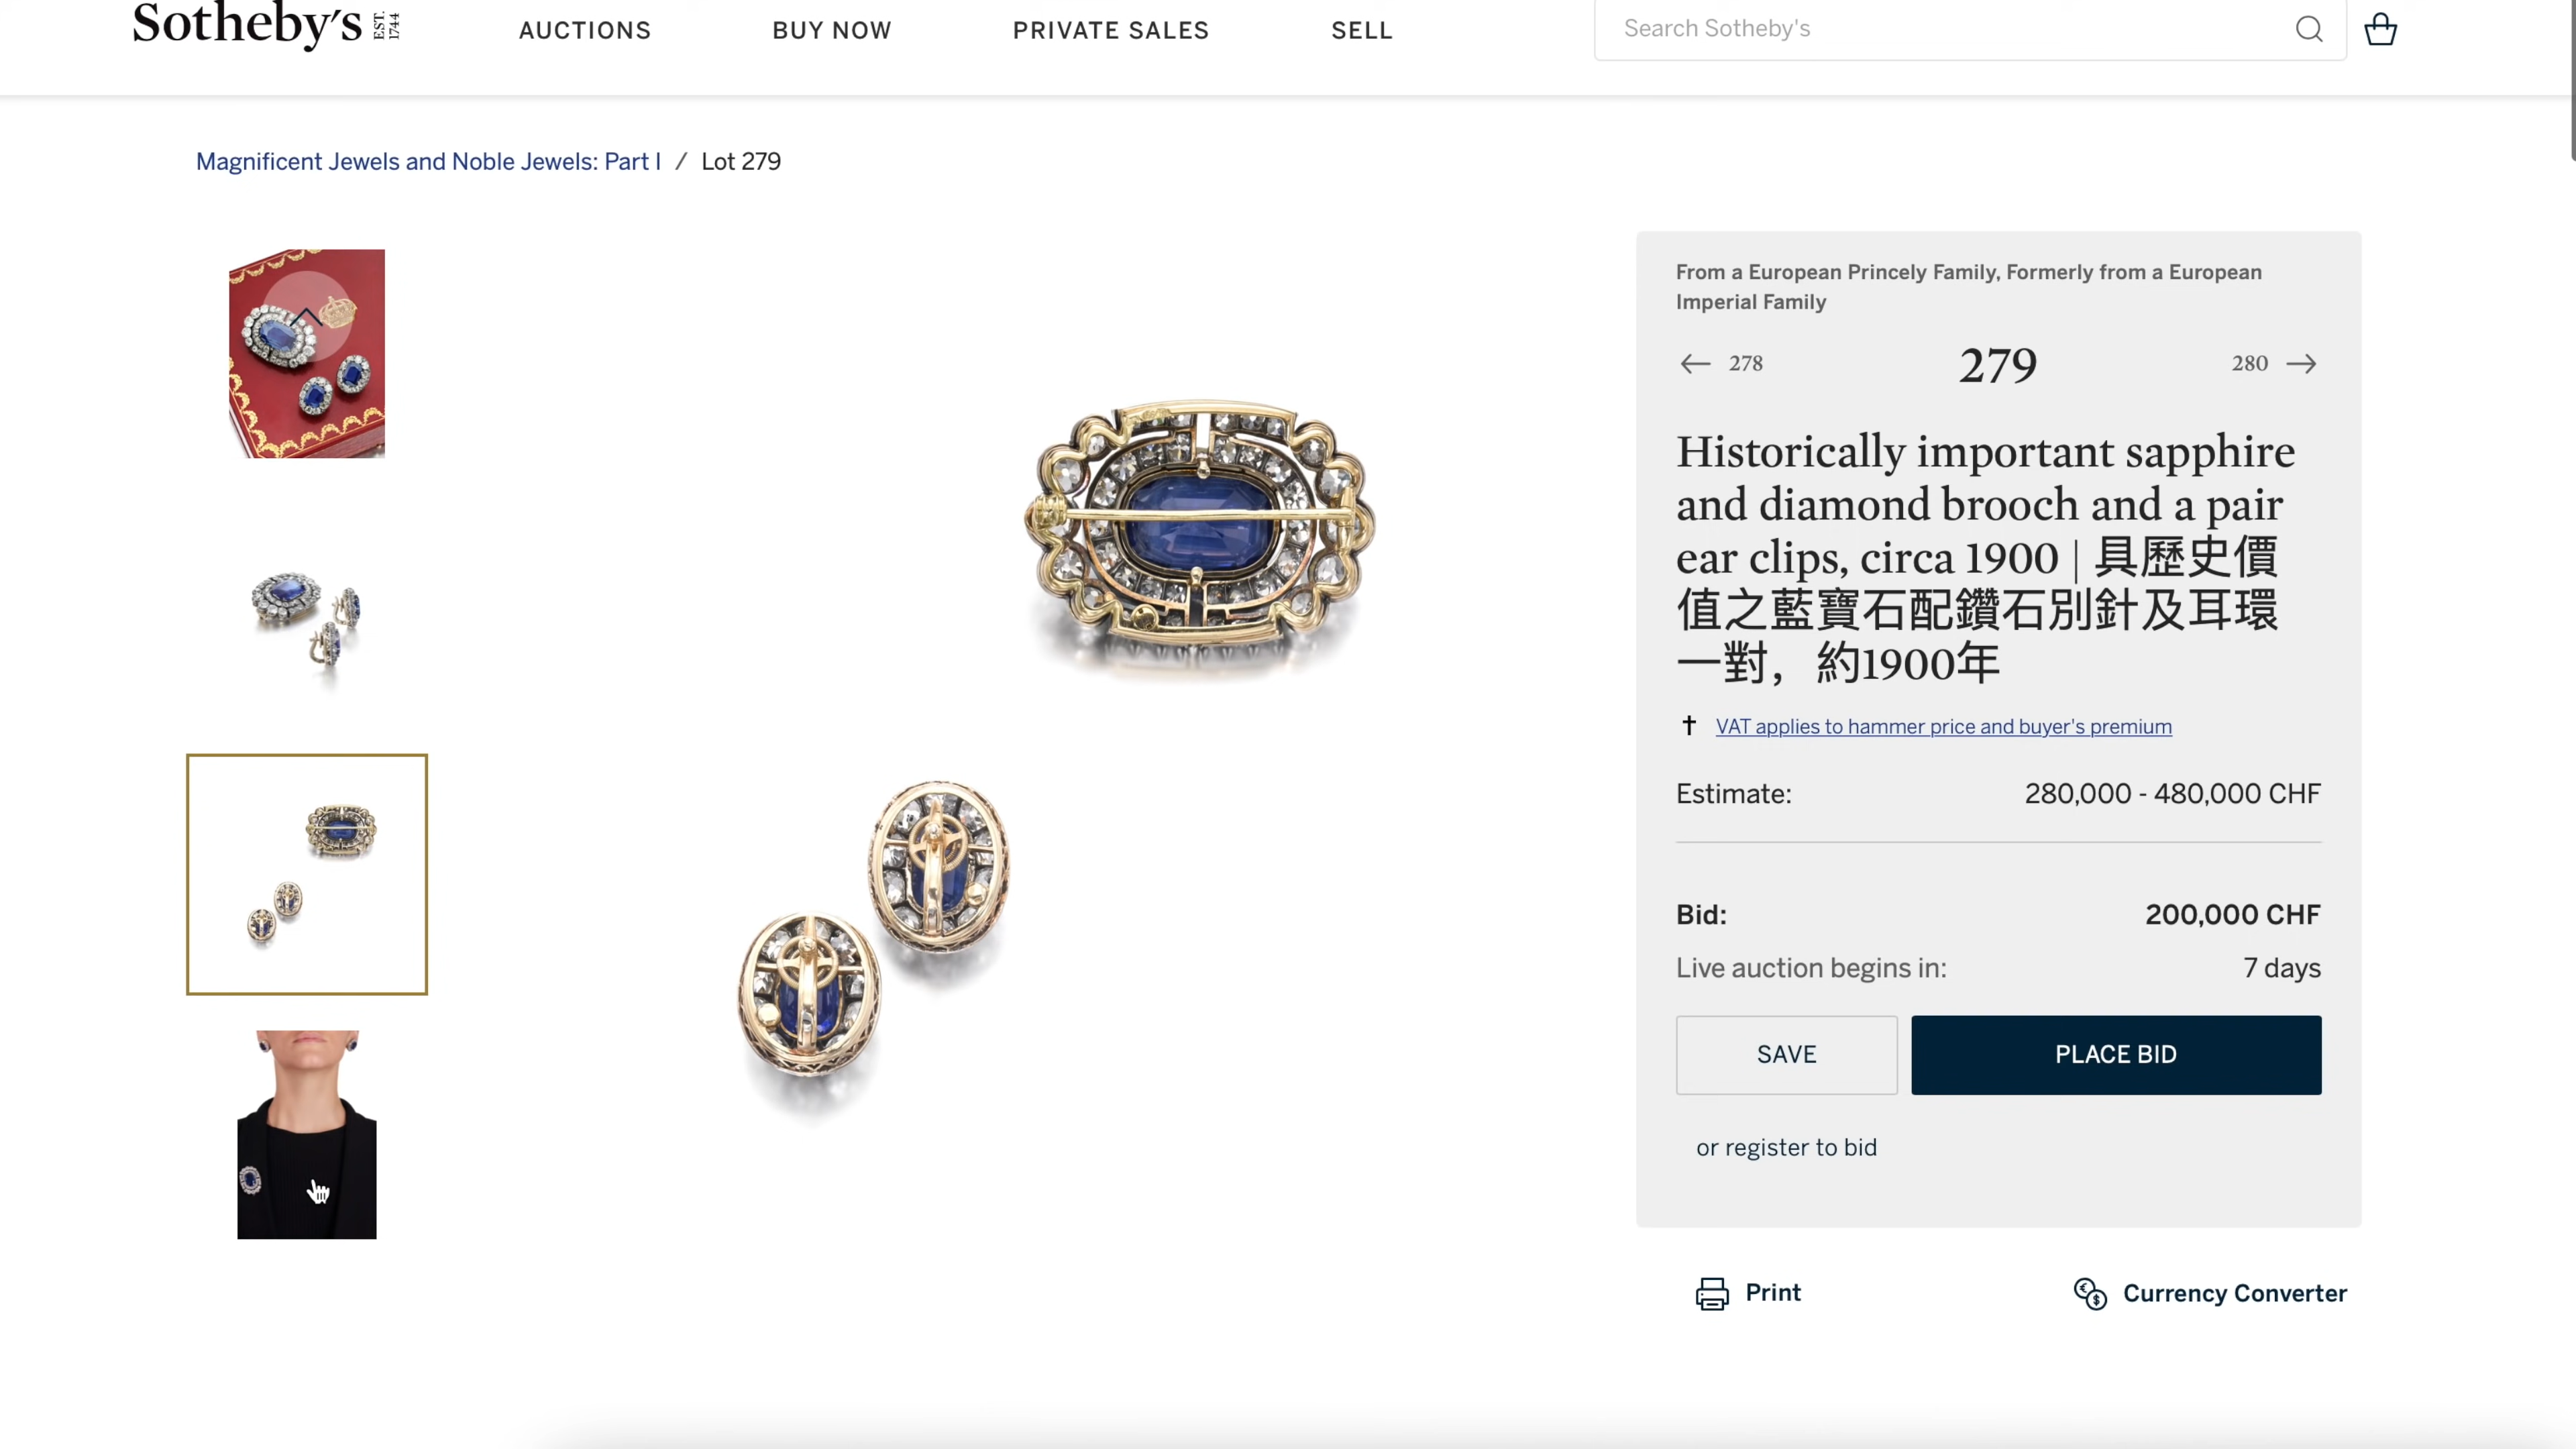 Sotheby's EST. 1744
AUCTIONS
BUY NOW
PRIVATE SALES
SELL
Search Sotheby's
Magnificent Jewels and Noble Jewels: Part I / Lot 279
From a European Princely Family, Formerly from a European
Imperial Family
← 278
279
280 →
Historically important sapphire
and diamond brooch and a pair
ear clips, circa 1900 | 具歷史價
值之藍寶石配鑽石別針及耳環
一對，約1900年
† VAT applies to hammer price and buyer's premium
Estimate: 280,000 - 480,000 CHF
Bid: 200,000 CHF
Live auction begins in: 7 days
SAVE
PLACE BID
or register to bid
Print
Currency Converter